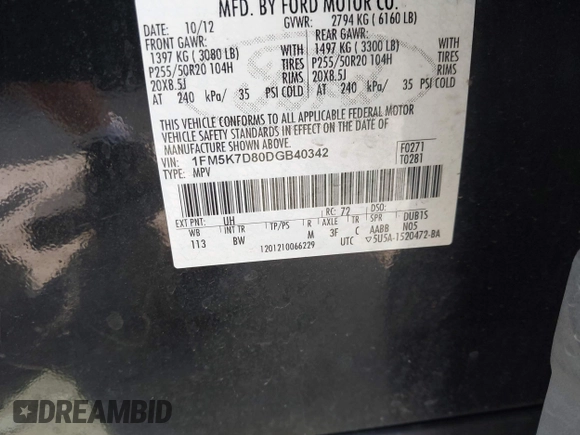 MFD. BY FORD MOTOR CO.
DATE: 10/12 GVWR: 2794 KG ( 6160 LB)
FRONT GAWR: REAR GAWR:
1397 KG ( 3080 LB) WITH 1497 KG ( 3300 LB) WITH
P255/50R20 104H TIRES P255/50R20 104H TIRES
20X8.5J RIMS 20X8.5J RIMS
AT 240 kPa/ 35 PSI COLD AT 240 kPa/ 35 PSI COLD
THIS VEHICLE CONFORMS TO ALL APPLICABLE FEDERAL MOTOR
VEHICLE SAFETY STANDARDS IN EFFECT ON THE DATE OF
MANUFACTURE SHOWN ABOVE.
VIN: 1FM5K7D80DGB40342 F0271
TYPE: MPV T0281
EXT PNT: UH RC: 72 DSO:
WB INT TR TP/PS R AXLE TR SPR DUB1S
113 BW M 3F C AABB N05
1201210066229 UTC ▽5U5A-1520472-BA
DREAMBID